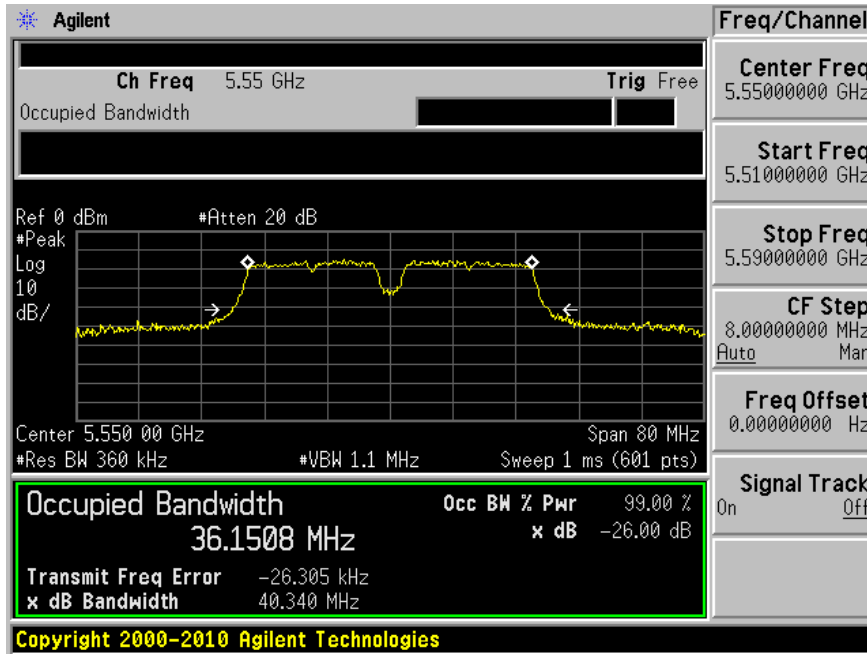 Agilent
Freq/Channel
Ch Freq 5.55 GHz Trig Free
Occupied Bandwidth
Center Freq
5.55000000 GHz
Start Freq
5.51000000 GHz
Stop Freq
5.59000000 GHz
CF Step
8.00000000 MHz
Auto Man
Freq Offset
0.00000000 Hz
Signal Track
On Off
Ref 0 dBm #Atten 20 dB
#Peak
Log
10
dB/
Center 5.550 00 GHz Span 80 MHz
#Res BW 360 kHz #VBW 1.1 MHz Sweep 1 ms (601 pts)
Occupied Bandwidth Occ BW % Pwr 99.00 %
36.1508 MHz x dB -26.00 dB
Transmit Freq Error -26.305 kHz
x dB Bandwidth 40.340 MHz
Copyright 2000-2010 Agilent Technologies